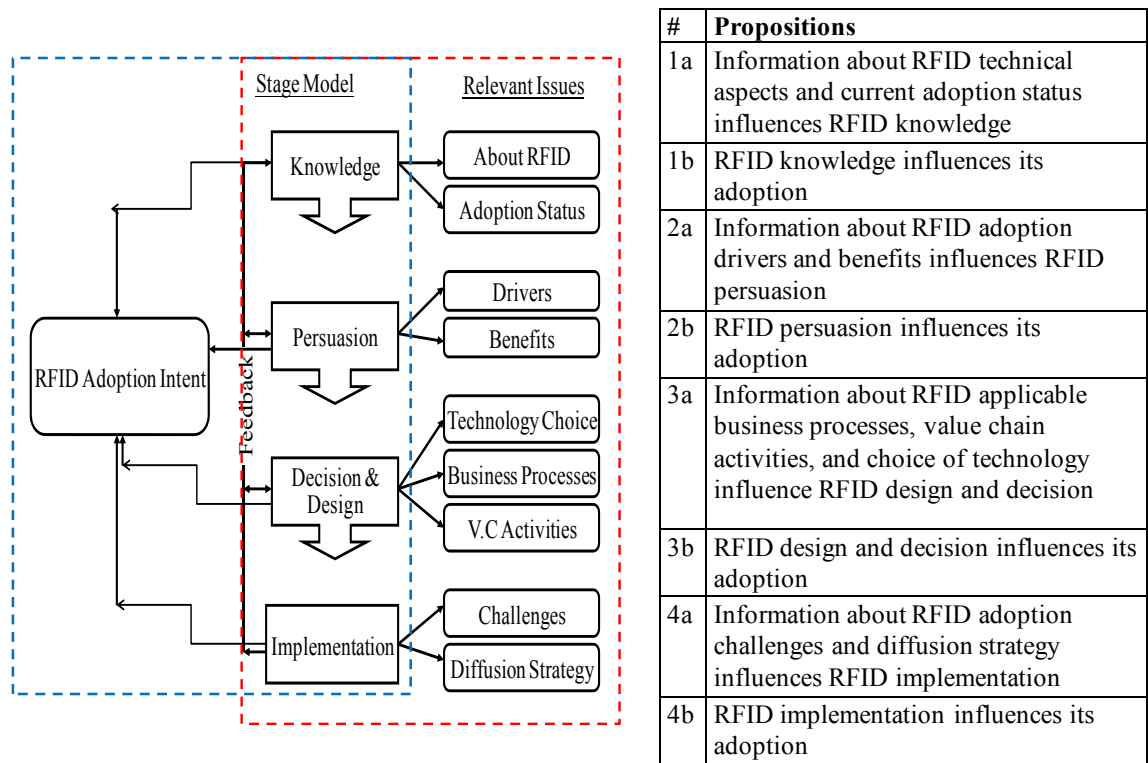 Stage Model
Relevant Issues
Knowledge
About RFID
Adoption Status
Persuasion
Drivers
Benefits
RFID Adoption Intent
Feedback
Decision &
Design
Technology Choice
Business Processes
V.C Activities
Implementation
Challenges
Diffusion Strategy
# Propositions
1a Information about RFID technical
aspects and current adoption status
influences RFID knowledge
1b RFID knowledge influences its
adoption
2a Information about RFID adoption
drivers and benefits influences RFID
persuasion
2b RFID persuasion influences its
adoption
3a Information about RFID applicable
business processes, value chain
activities, and choice of technology
influence RFID design and decision
3b RFID design and decision influences its
adoption
4a Information about RFID adoption
challenges and diffusion strategy
influences RFID implementation
4b RFID implementation influences its
adoption